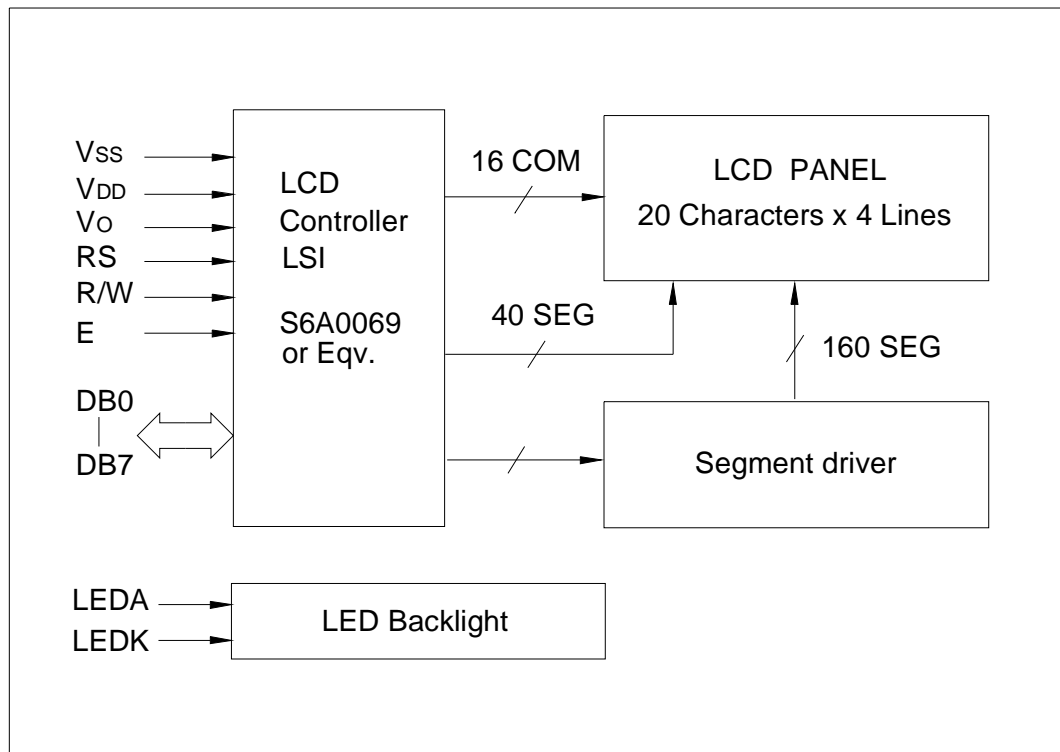 VSS
VDD
VO
RS
R/W
E
DB0
DB7
LCD
Controller
LSI
S6A0069
or Eqv.
16 COM
40 SEG
LCD PANEL
20 Characters x 4 Lines
160 SEG
Segment driver
LEDA
LEDK
LED Backlight